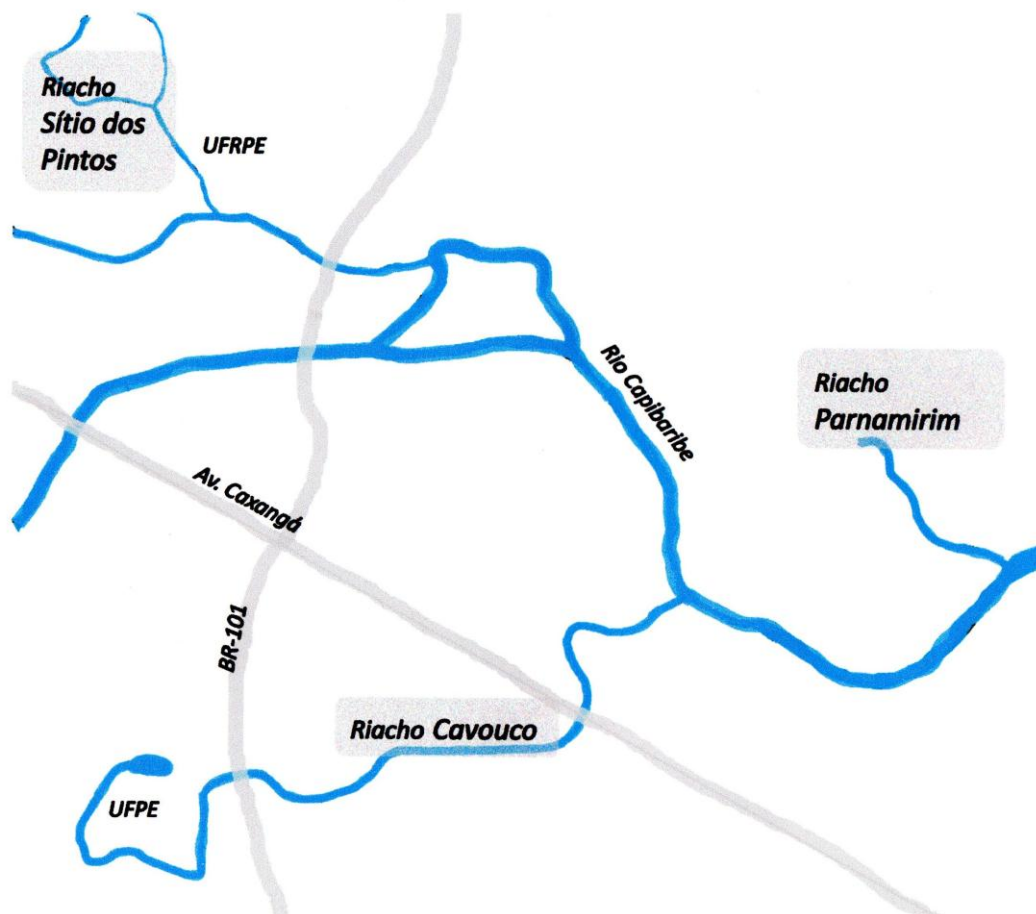 Riacho
Sítio dos
Pintos
UFRPE
Rio Capibaribe
Riacho
Parnamirim
Av. Caxangá
BR-101
Riacho Cavouco
UFPE